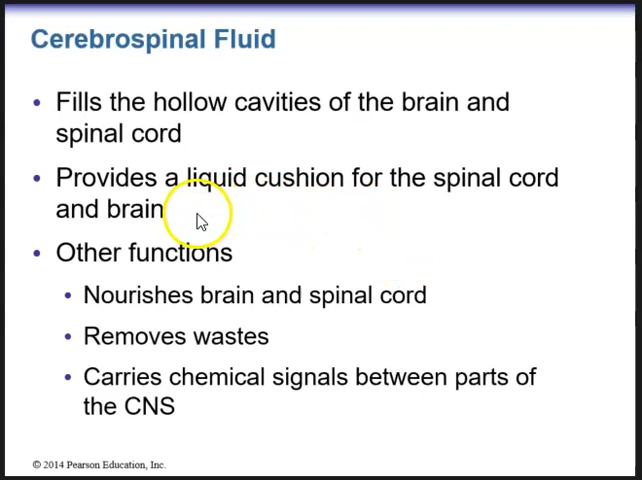 Cerebrospinal Fluid
• Fills the hollow cavities of the brain and
spinal cord
• Provides a liquid cushion for the spinal cord
and brain
• Other functions
• Nourishes brain and spinal cord
• Removes wastes
• Carries chemical signals between parts of
the CNS
© 2014 Pearson Education, Inc.